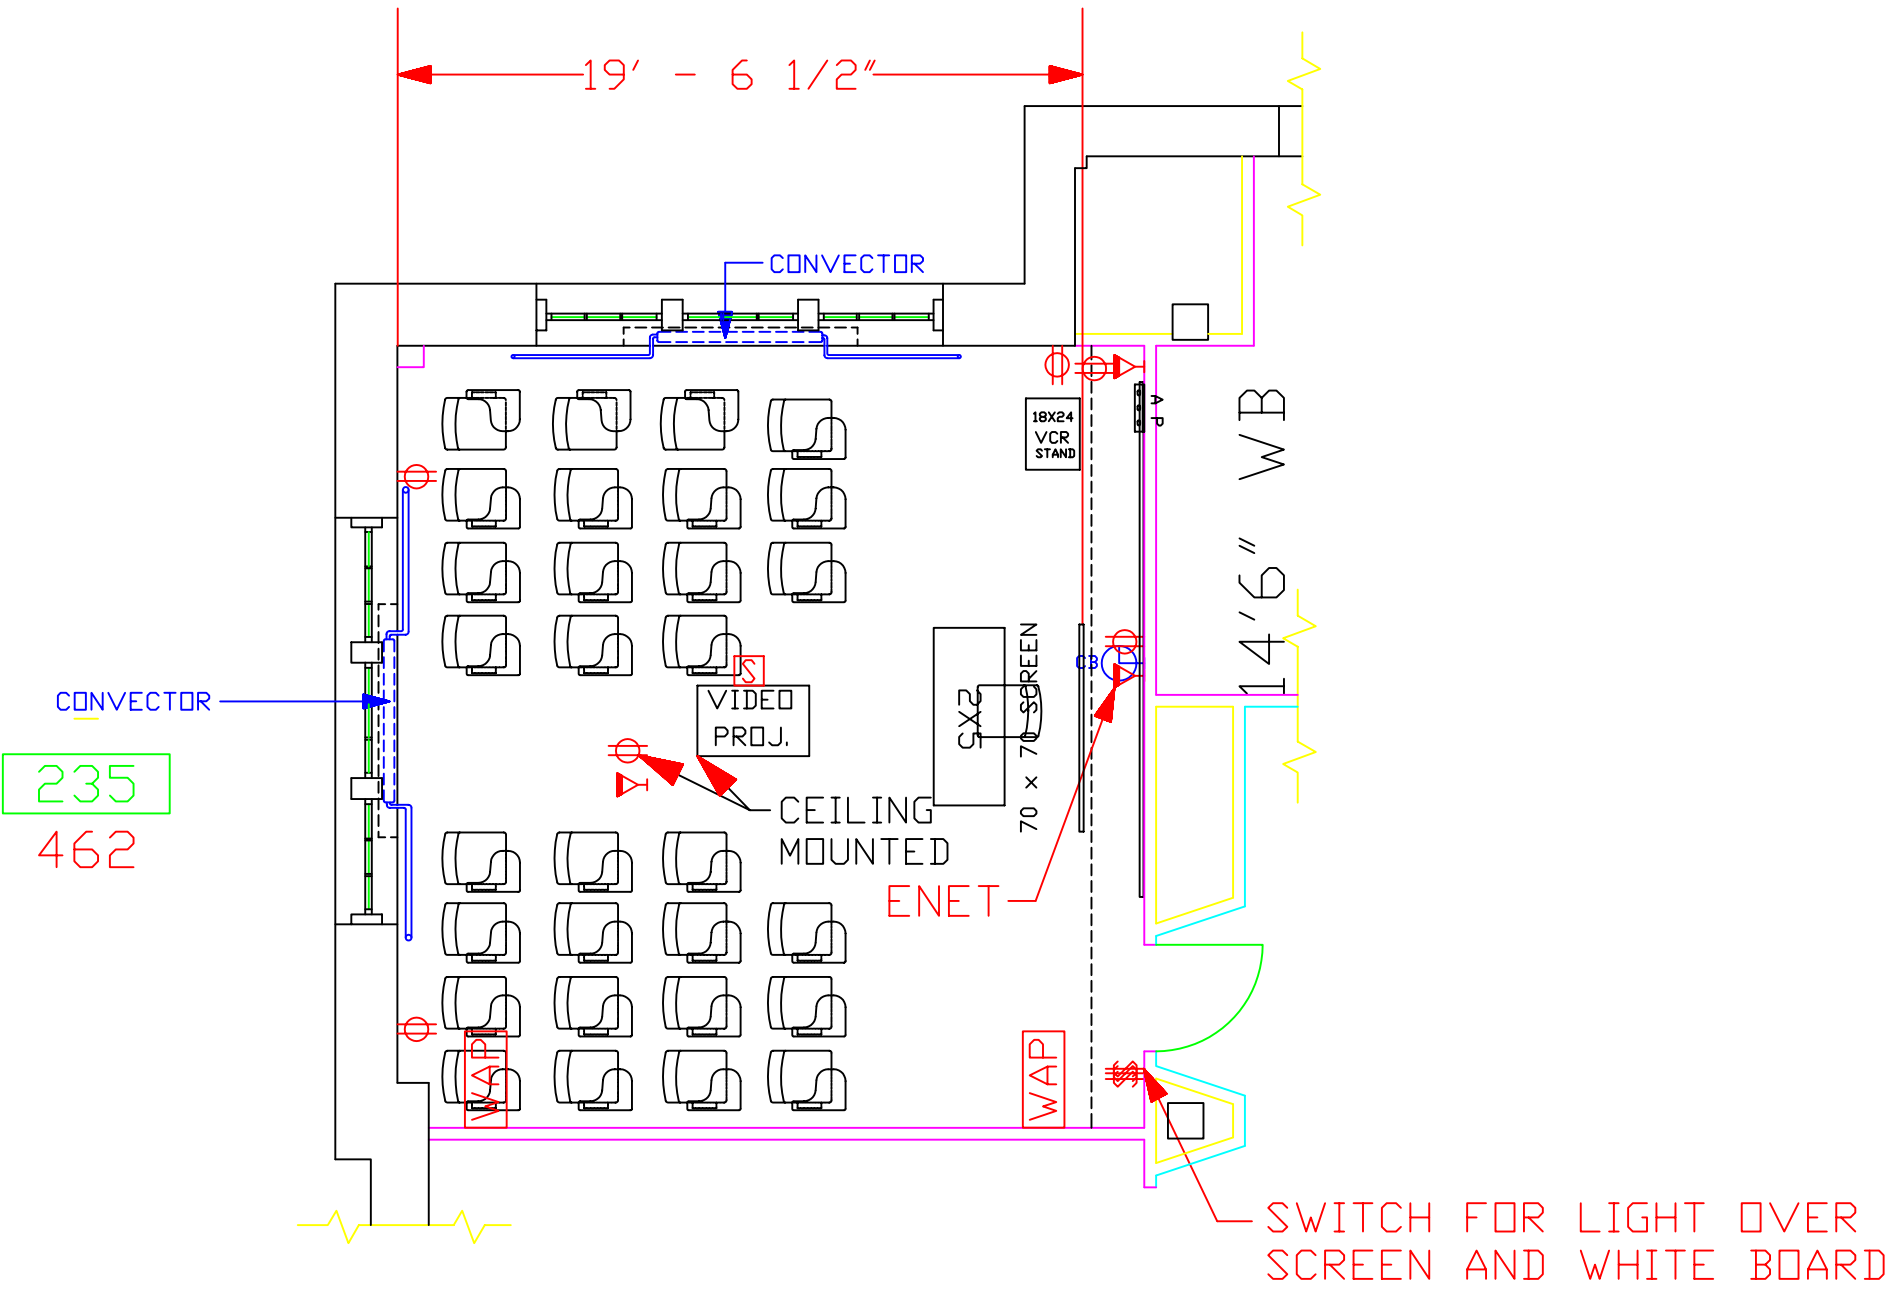 19' - 6 1/2"
CONVECTOR
18X24
VCR
STAND
A P
14'6" WB
70 x 70 SCREEN
5X2
CB
S
VIDEO
PROJ.
CONVECTOR
235
462
CEILING
MOUNTED
ENET
WAP
WAP
SWITCH FOR LIGHT OVER
SCREEN AND WHITE BOARD